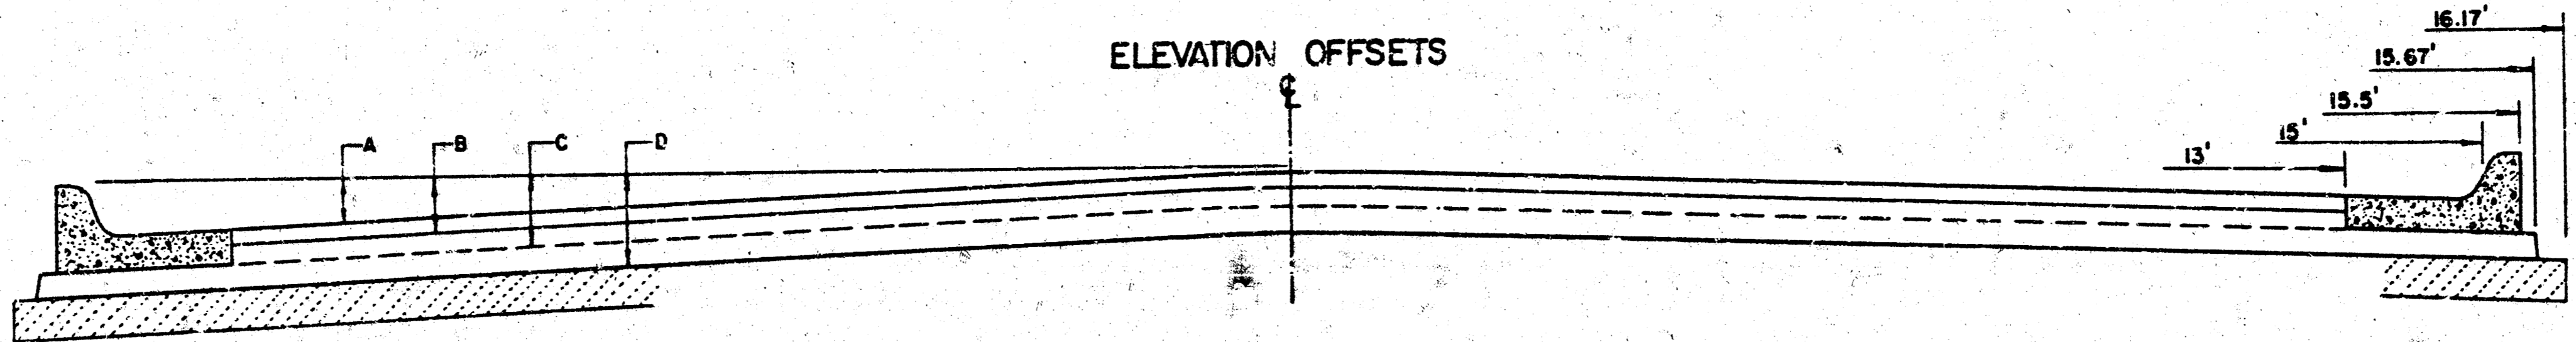 ELEVATION OFFSETS
℄
16.17'
15.67'
15.5'
15'
13'
A
B
C
D